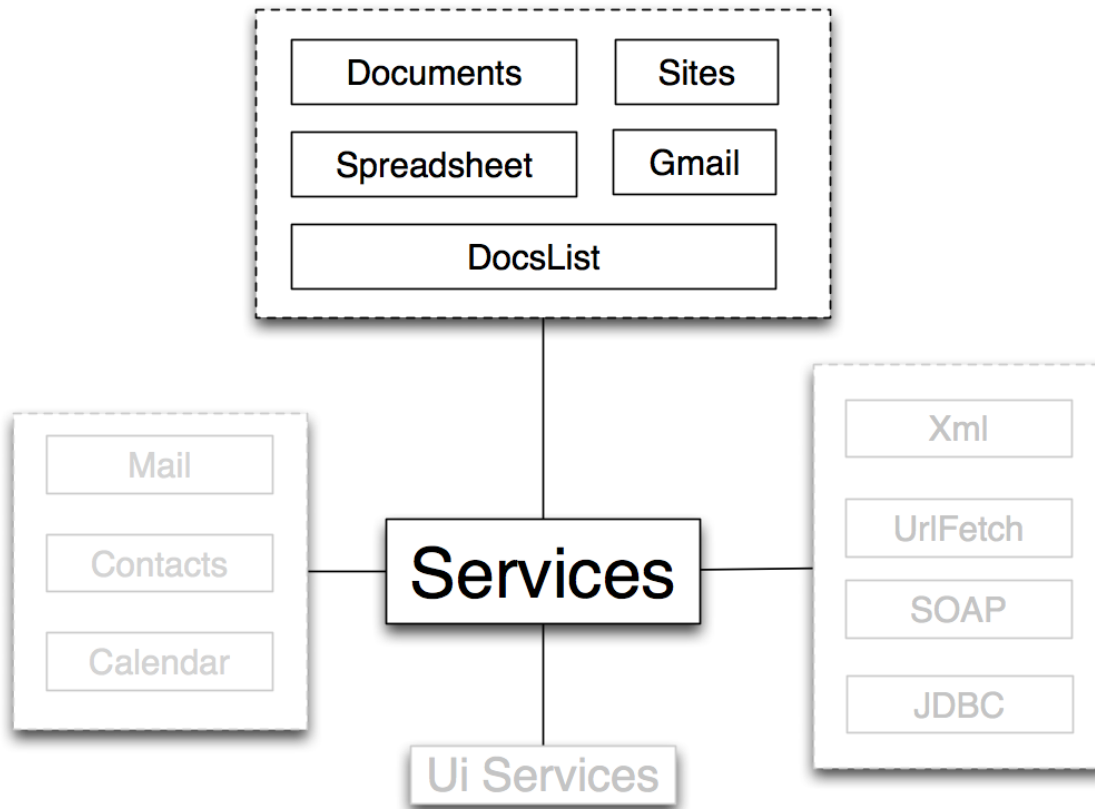 Documents
Sites
Spreadsheet
Gmail
DocsList
Mail
Contacts
Calendar
Services
Xml
UrlFetch
SOAP
JDBC
Ui Services